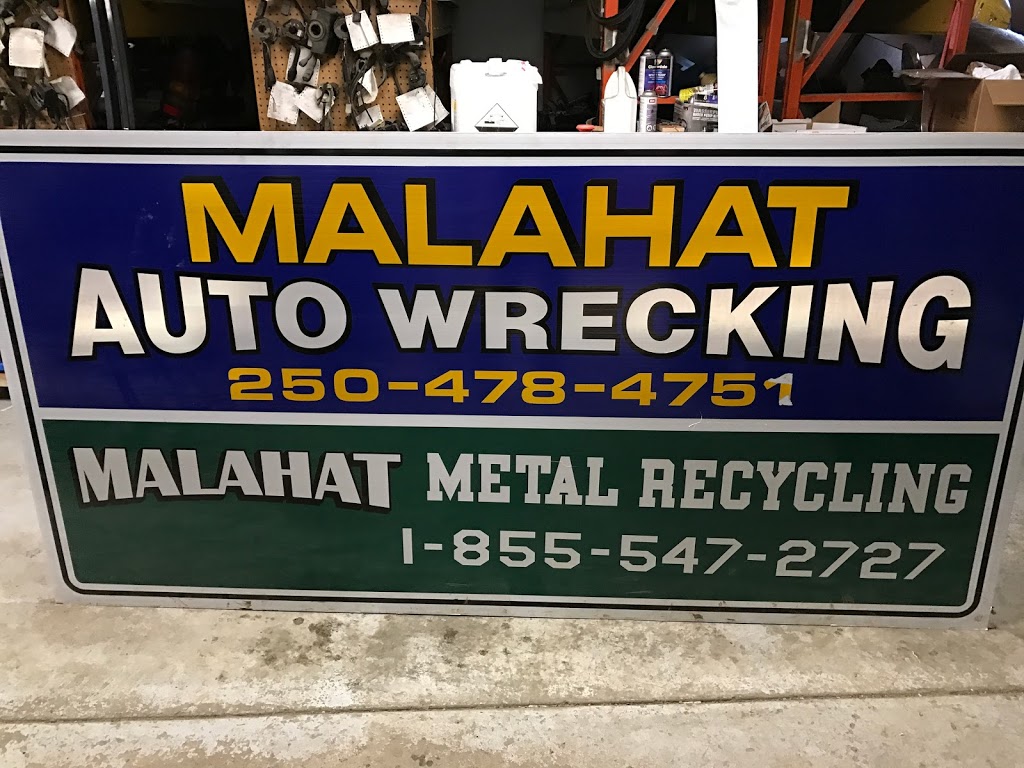 MALAHAT
AUTO WRECKING
250-478-4751
MALAHAT METAL RECYCLING
1-855-547-2727